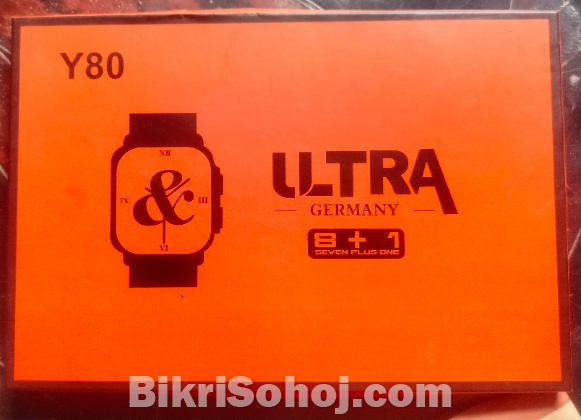 Y80
XII
IX
&
III
VI
ULTRA
GERMANY
8 + 1
SEVEN PLUS ONE
BikriSohoj.com